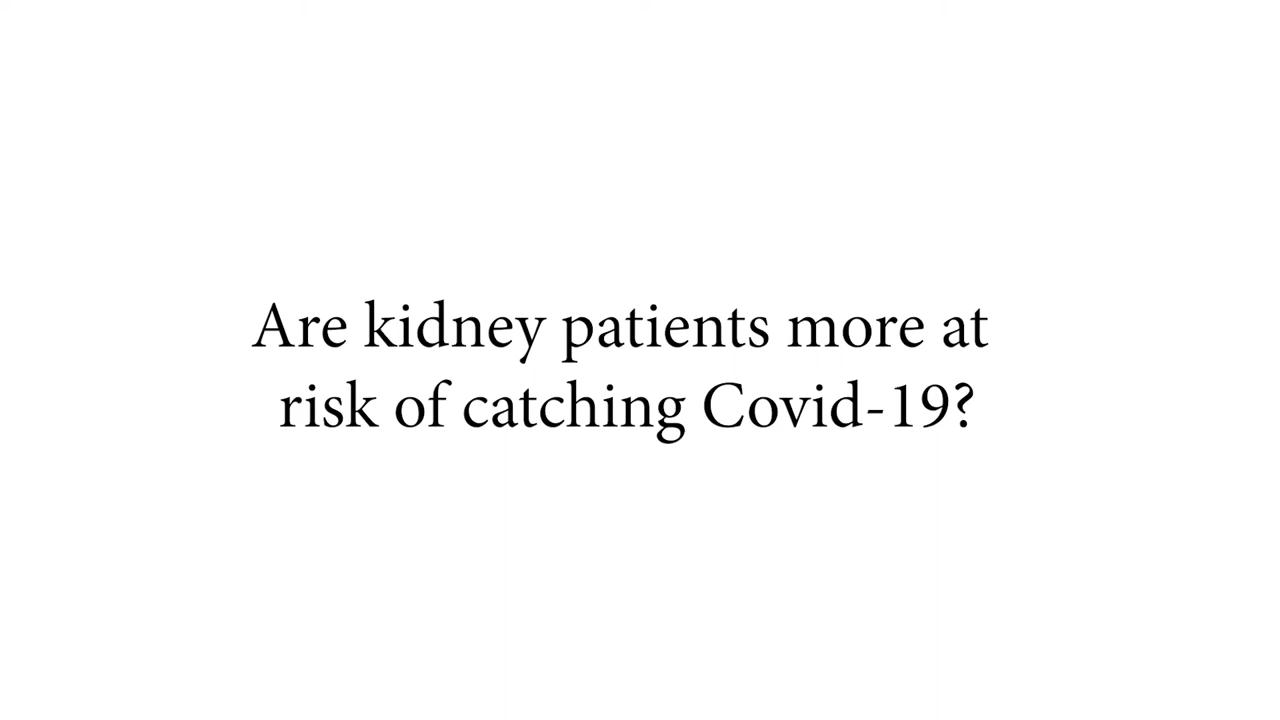 Are kidney patients more at
risk of catching Covid-19?